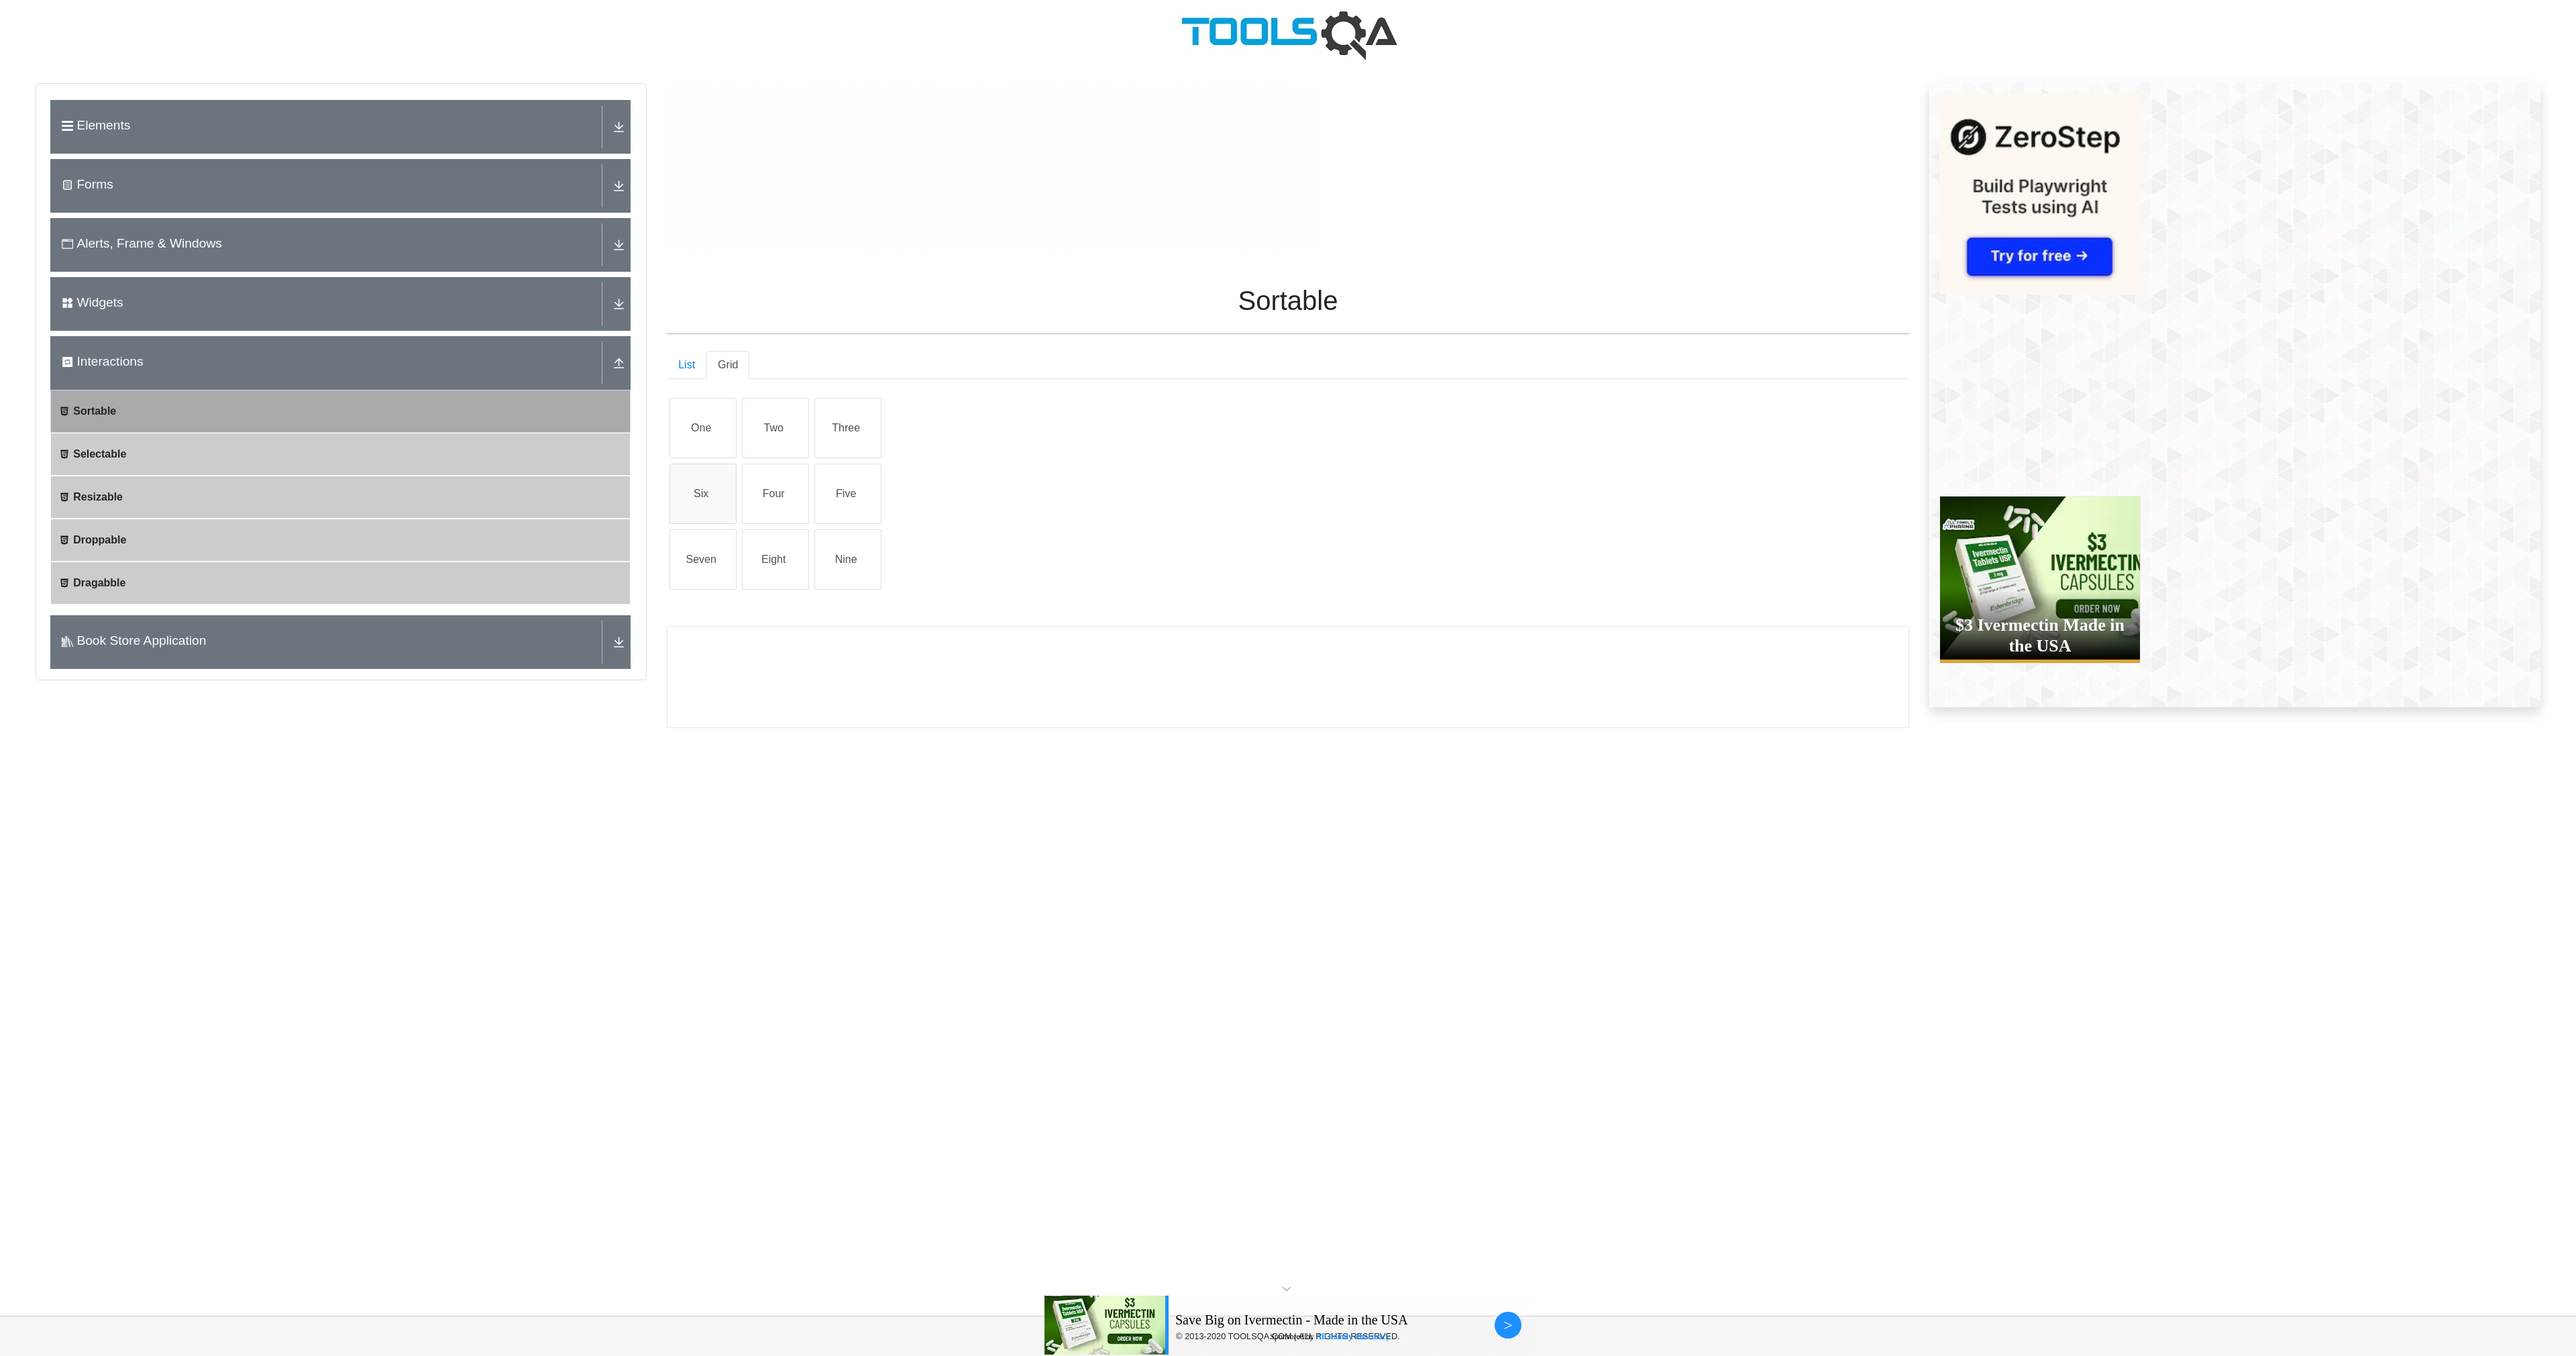 TOOLSQA
Elements
Forms
Alerts, Frame & Windows
Widgets
Interactions
Sortable
Selectable
Resizable
Droppable
Dragabble
Book Store Application
Sortable
List Grid
One Two Three
Six Four Five
Seven Eight Nine
ZeroStep
Build Playwright
Tests using AI
Try for free →
Ivermectin
Tablets USP
Edenbridge
$3
IVERMECTIN
CAPSULES
ORDER NOW
$3 Ivermectin Made in
the USA
$3
IVERMECTIN
CAPSULES
ORDER NOW
Save Big on Ivermectin - Made in the USA
© 2013-2020 TOOLSQA.COM | ALL RIGHTS RESERVED.
>